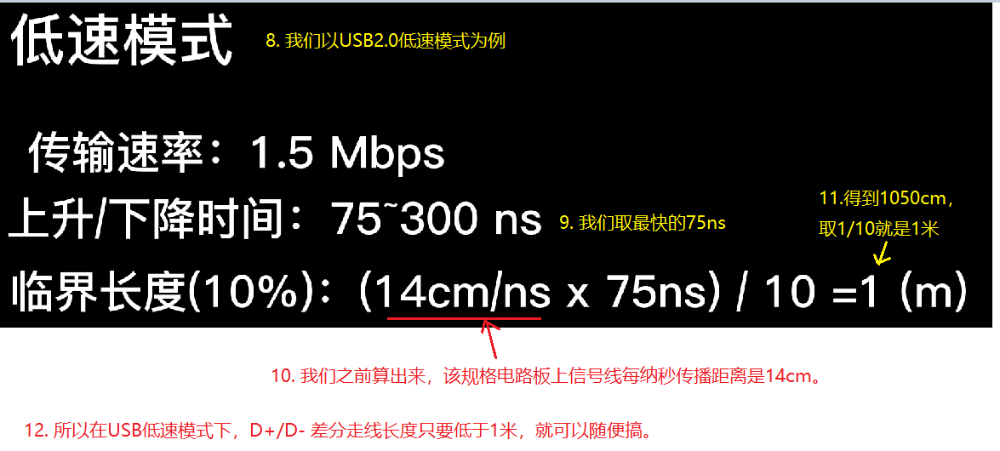 低速模式
8. 我们以USB2.0低速模式为例
传输速率：1.5 Mbps
上升/下降时间：75~300 ns
9. 我们取最快的75ns
11.得到1050cm，
取1/10就是1米
临界长度(10%)：(14cm/ns x 75ns) / 10 =1 (m)
10. 我们之前算出来，该规格电路板上信号线每纳秒传播距离是14cm。
12. 所以在USB低速模式下，D+/D- 差分走线长度只要低于1米，就可以随便搞。